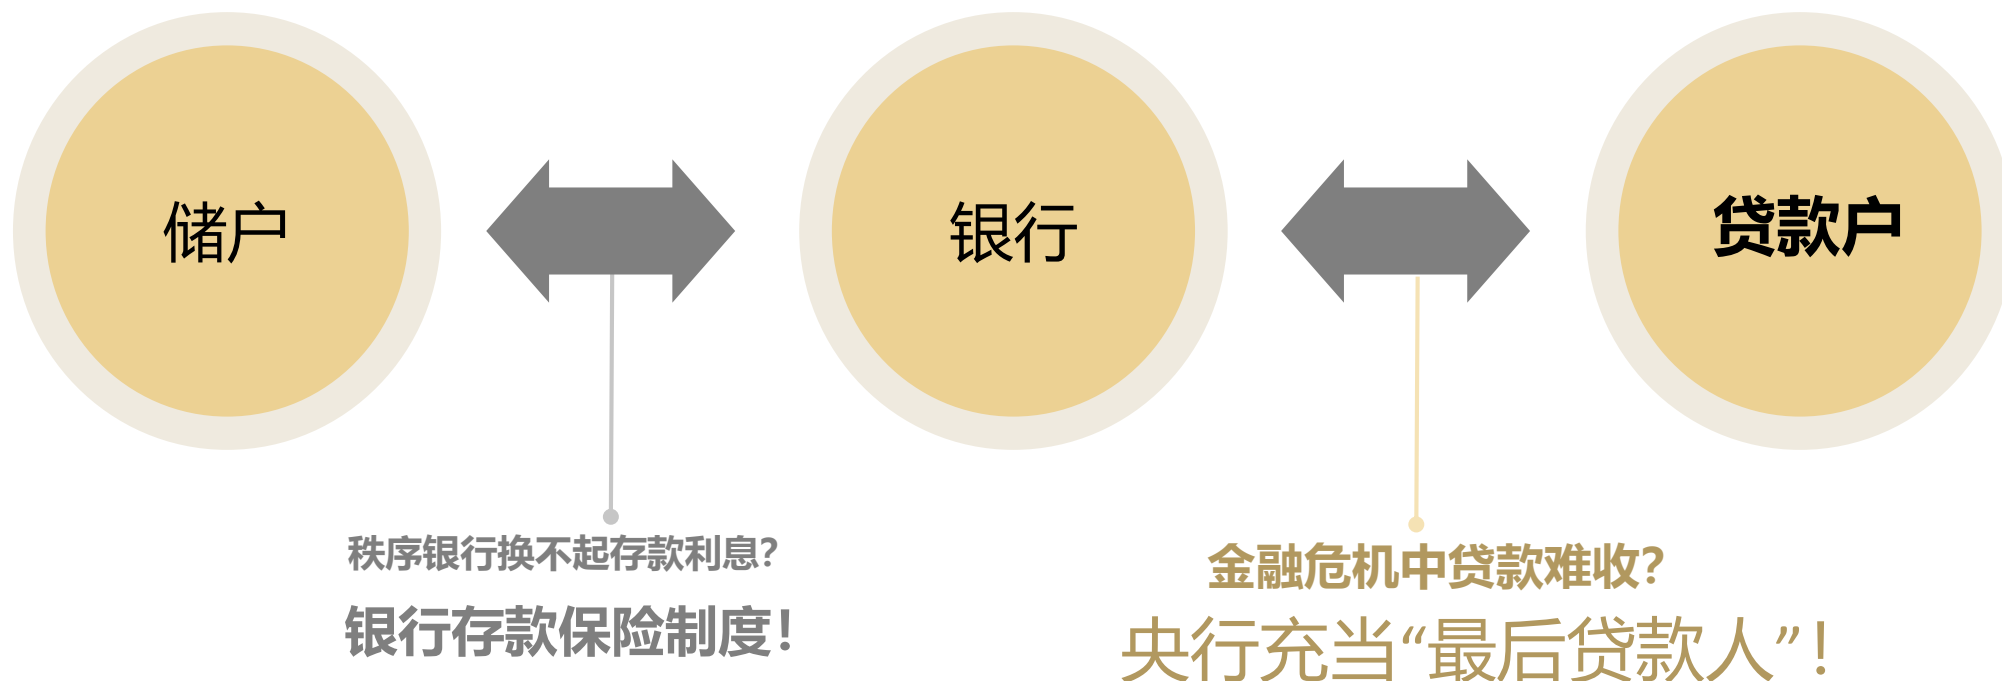 储户
银行
贷款户
秩序银行换不起存款利息？
银行存款保险制度！
金融危机中贷款难收？
央行充当“最后贷款人”！